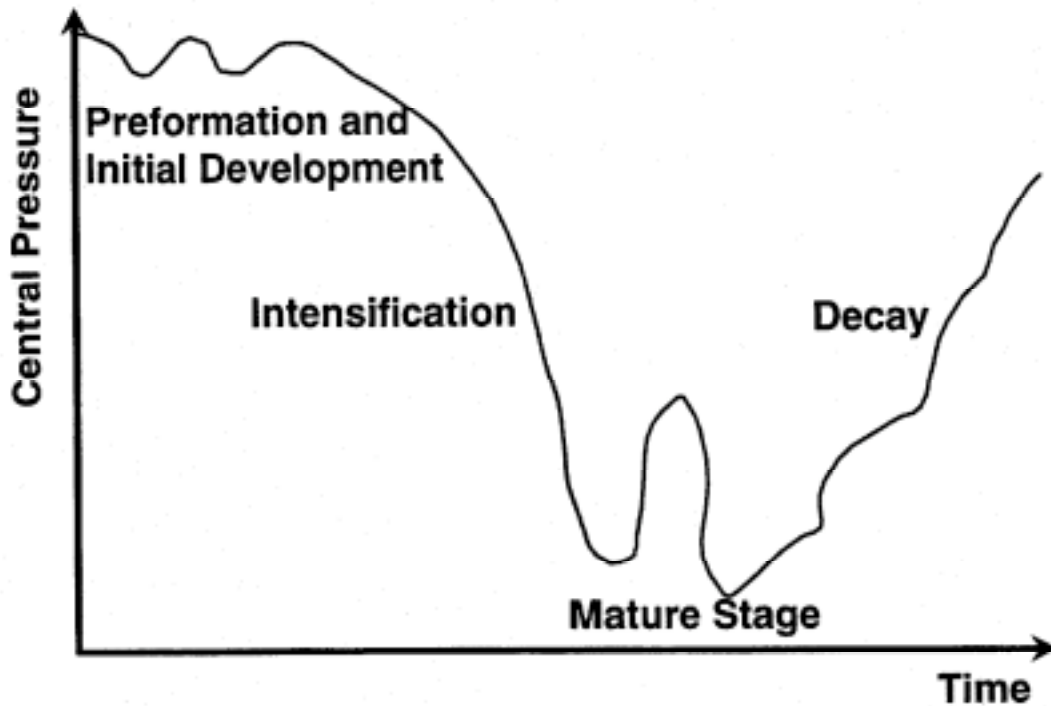 Central Pressure
Preformation and
Initial Development
Intensification
Decay
Mature Stage
Time